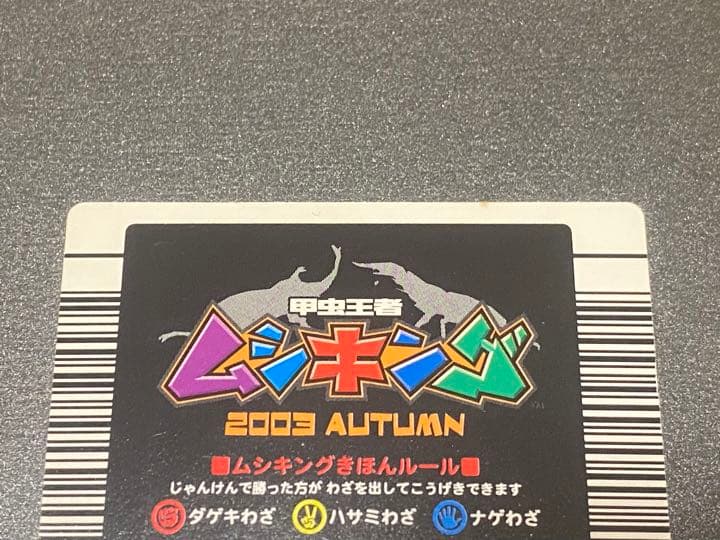 甲虫王者
ムシキング
2003 AUTUMN
■ムシキングきほんルール■
じゃんけんで勝った方が わざを出してこうげきできます
ダゲキわざ ハサミわざ ナゲわざ